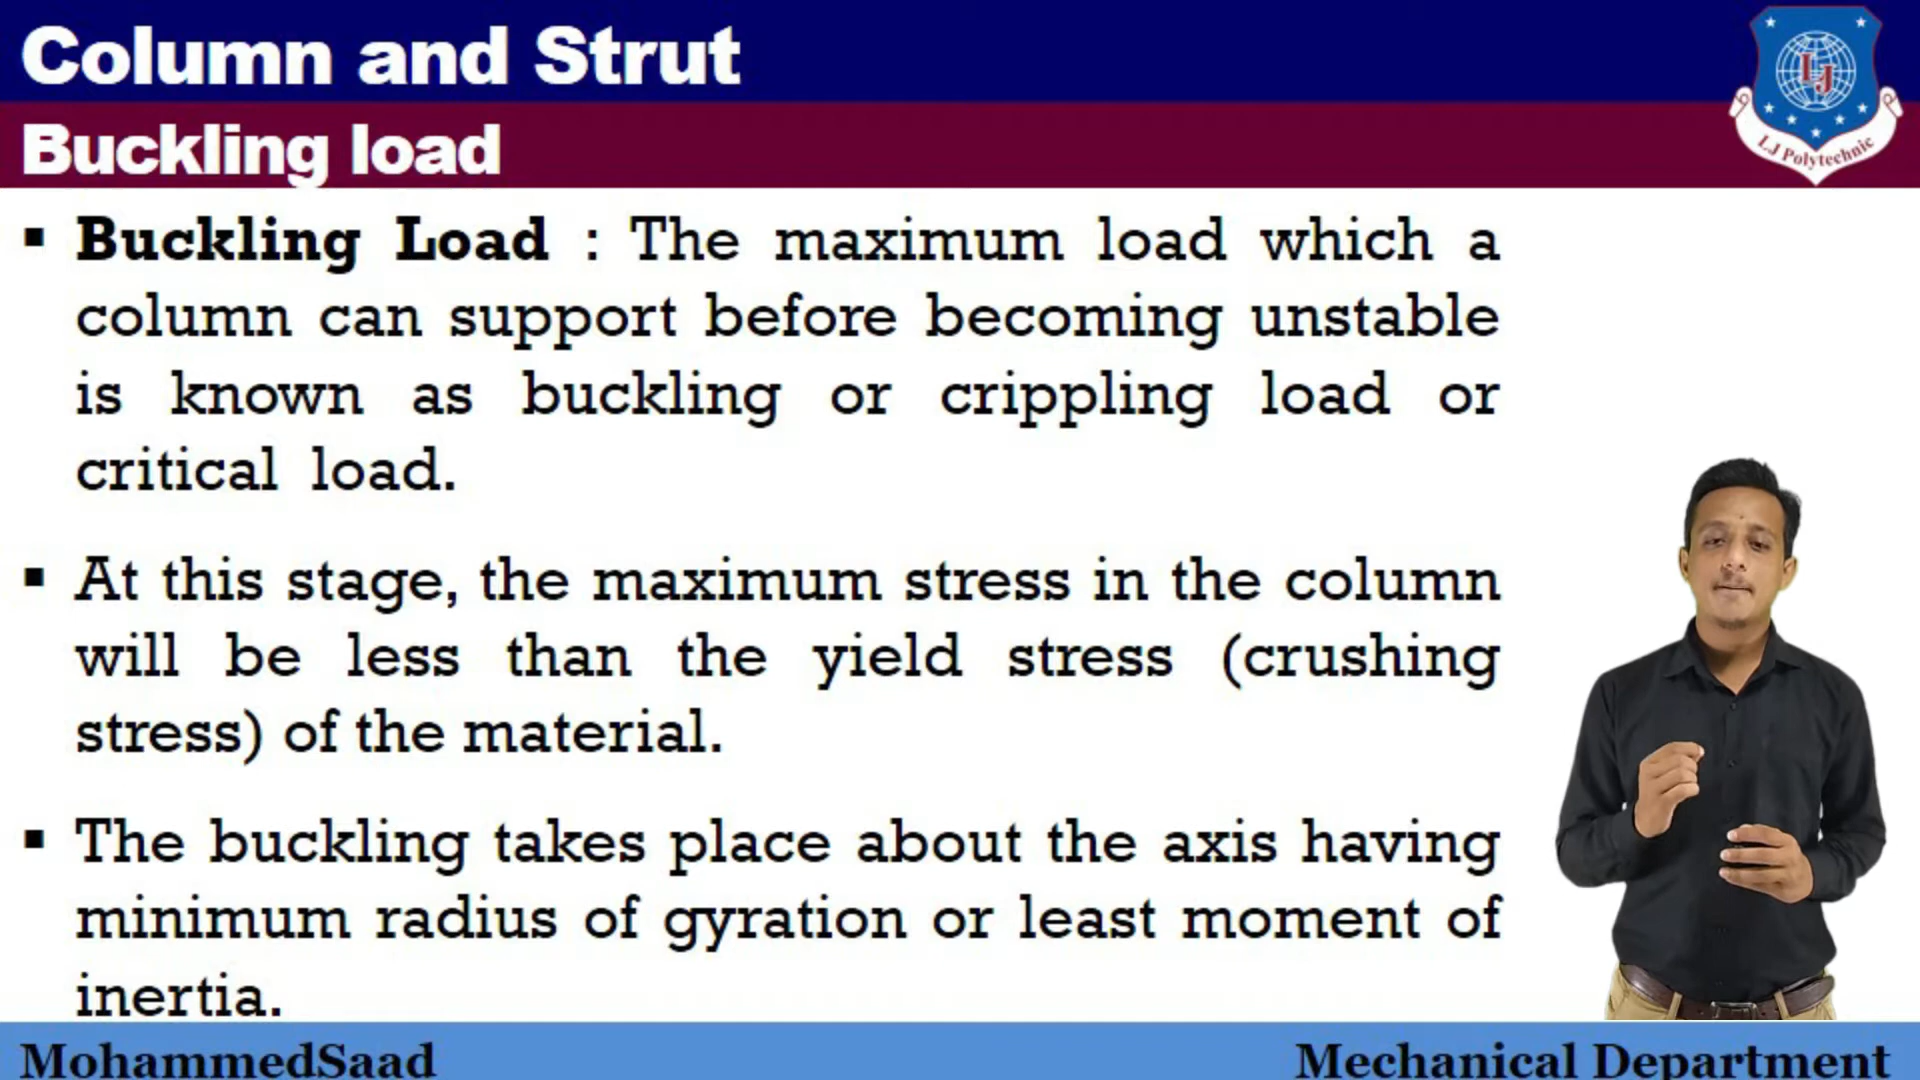 Column and Strut
Buckling load
LJ
LJ Polytechnic
▪ Buckling Load : The maximum load which a
column can support before becoming unstable
is known as buckling or crippling load or
critical load.
▪ At this stage, the maximum stress in the column
will be less than the yield stress (crushing
stress) of the material.
▪ The buckling takes place about the axis having
minimum radius of gyration or least moment of
inertia.
MohammedSaad
Mechanical Department